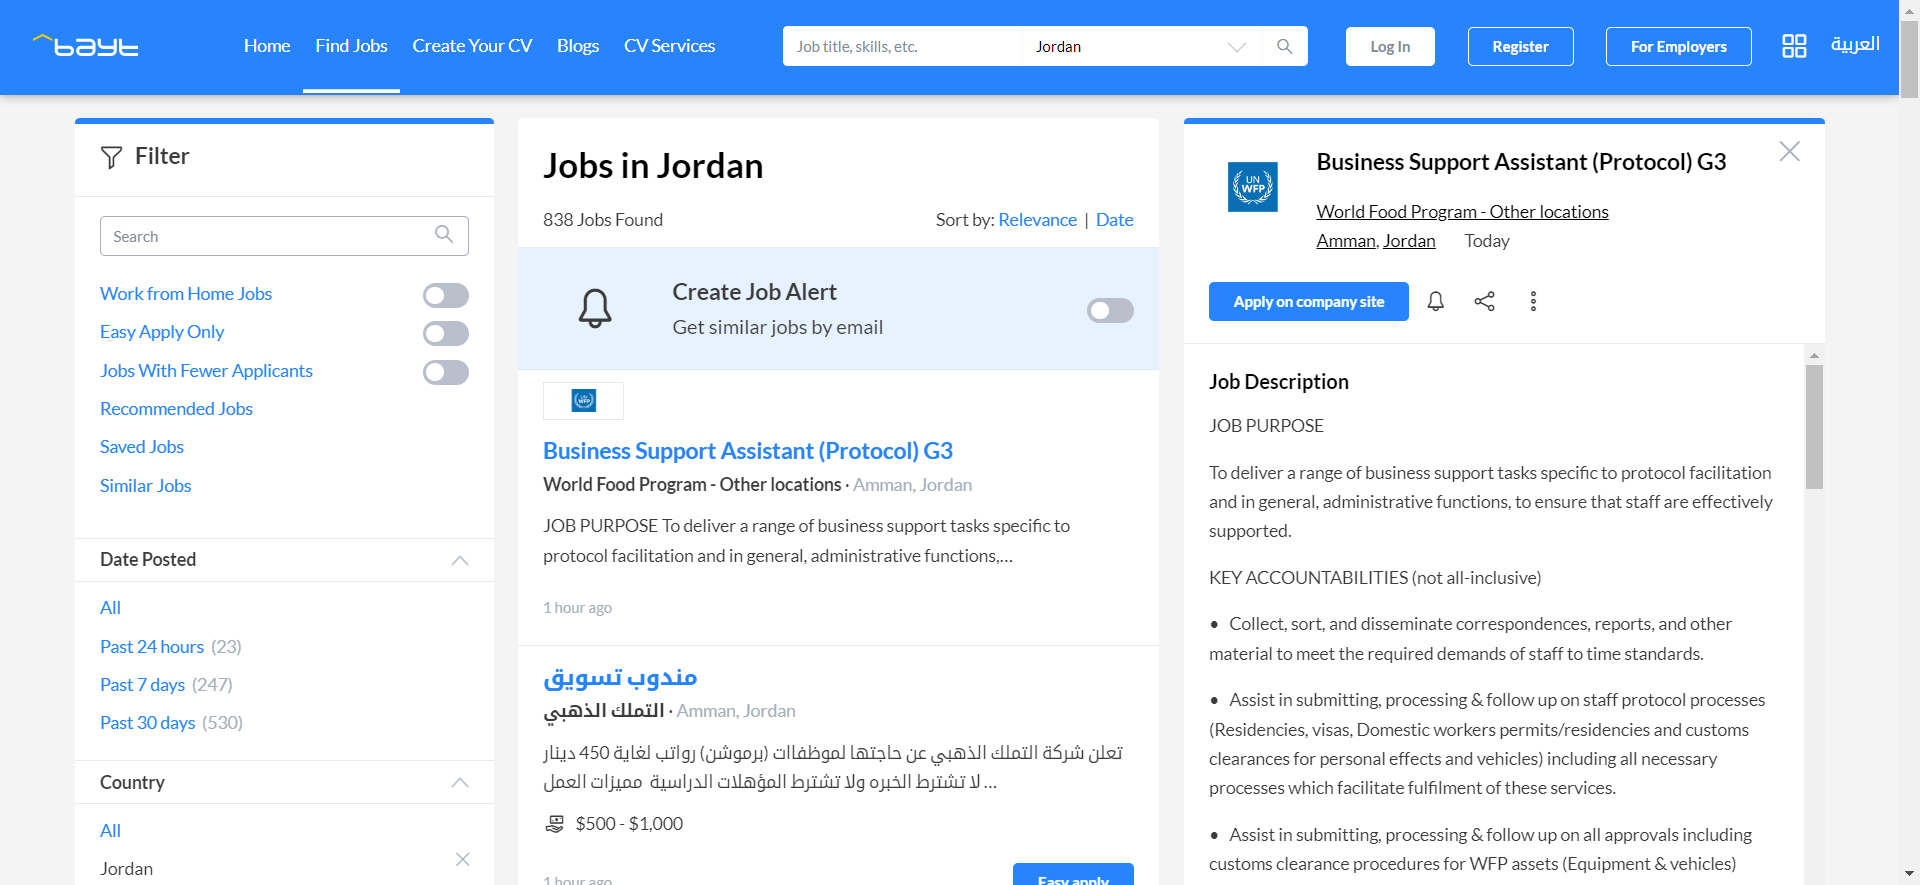 bayt
Home
Find Jobs
Create Your CV
Blogs
CV Services
Job title, skills, etc.
Jordan
Log In
Register
For Employers
العربية
Filter
Search
Work from Home Jobs
Easy Apply Only
Jobs With Fewer Applicants
Recommended Jobs
Saved Jobs
Similar Jobs
Date Posted
All
Past 24 hours (23)
Past 7 days (247)
Past 30 days (530)
Country
All
Jordan
Jobs in Jordan
838 Jobs Found
Sort by: Relevance | Date
Create Job Alert
Get similar jobs by email
UN
WFP
Business Support Assistant (Protocol) G3
World Food Program - Other locations · Amman, Jordan
JOB PURPOSE To deliver a range of business support tasks specific to
protocol facilitation and in general, administrative functions,...
1 hour ago
مندوب تسويق
التملك الذهبي · Amman, Jordan
تعلن شركة التملك الذهبي عن حاجتها لموظفاات (برموشن) رواتب لغاية 450 دينار
لا تشترط الخبره ولا تشترط المؤهلات الدراسية مميزات العمل ...
$500 - $1,000
1 hour ago
Easy apply
UN
WFP
Business Support Assistant (Protocol) G3
World Food Program - Other locations
Amman, Jordan Today
Apply on company site
Job Description
JOB PURPOSE
To deliver a range of business support tasks specific to protocol facilitation
and in general, administrative functions, to ensure that staff are effectively
supported.
KEY ACCOUNTABILITIES (not all-inclusive)
• Collect, sort, and disseminate correspondences, reports, and other
material to meet the required demands of staff to time standards.
• Assist in submitting, processing & follow up on staff protocol processes
(Residencies, visas, Domestic workers permits/residencies and customs
clearances for personal effects and vehicles) including all necessary
processes which facilitate fulfilment of these services.
• Assist in submitting, processing & follow up on all approvals including
customs clearance procedures for WFP assets (Equipment & vehicles)